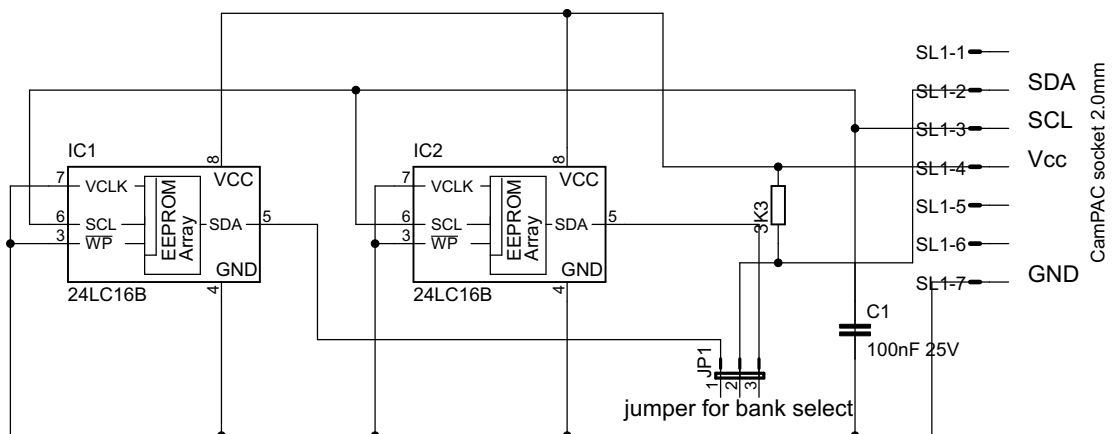 SL1-1
SL1-2 SDA
SL1-3 SCL
SL1-4 Vcc
SL1-5
SL1-6
SL1-7 GND
CamPAC socket 2.0mm
IC1
8
VCC
7 VCLK
6 SCL
3 WP
EEPROM
Array
SDA 5
GND
4
24LC16B
IC2
8
VCC
7 VCLK
6 SCL
3 WP
EEPROM
Array
SDA 5
GND
4
24LC16B
3K3
C1
100nF 25V
JP1
1 2 3
jumper for bank select